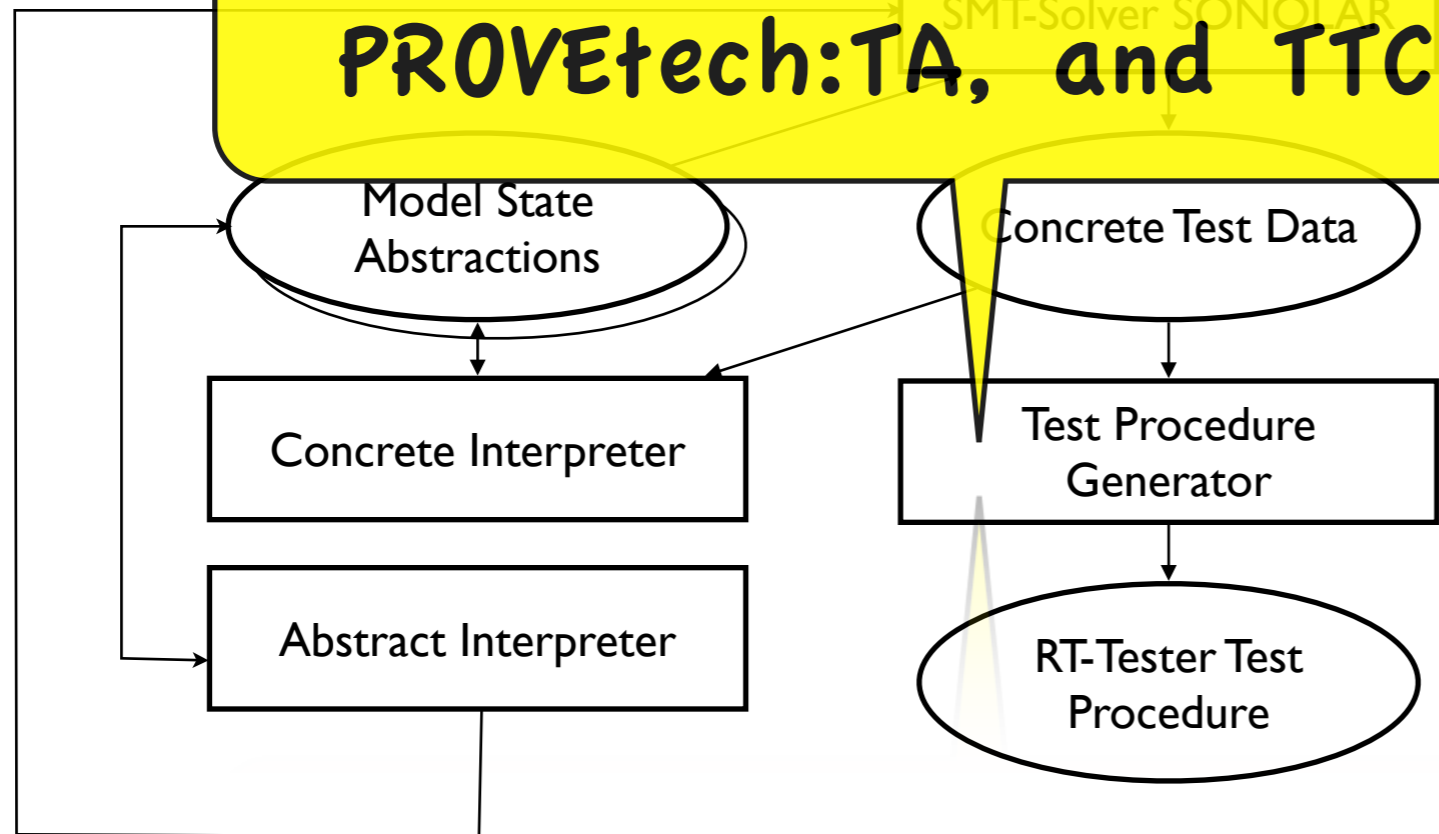 SMT-Solver SONOLAR
PROVEtech:TA, and TTC
Model State
Abstractions
Concrete Test Data
Concrete Interpreter
Test Procedure
Generator
Abstract Interpreter
RT-Tester Test
Procedure